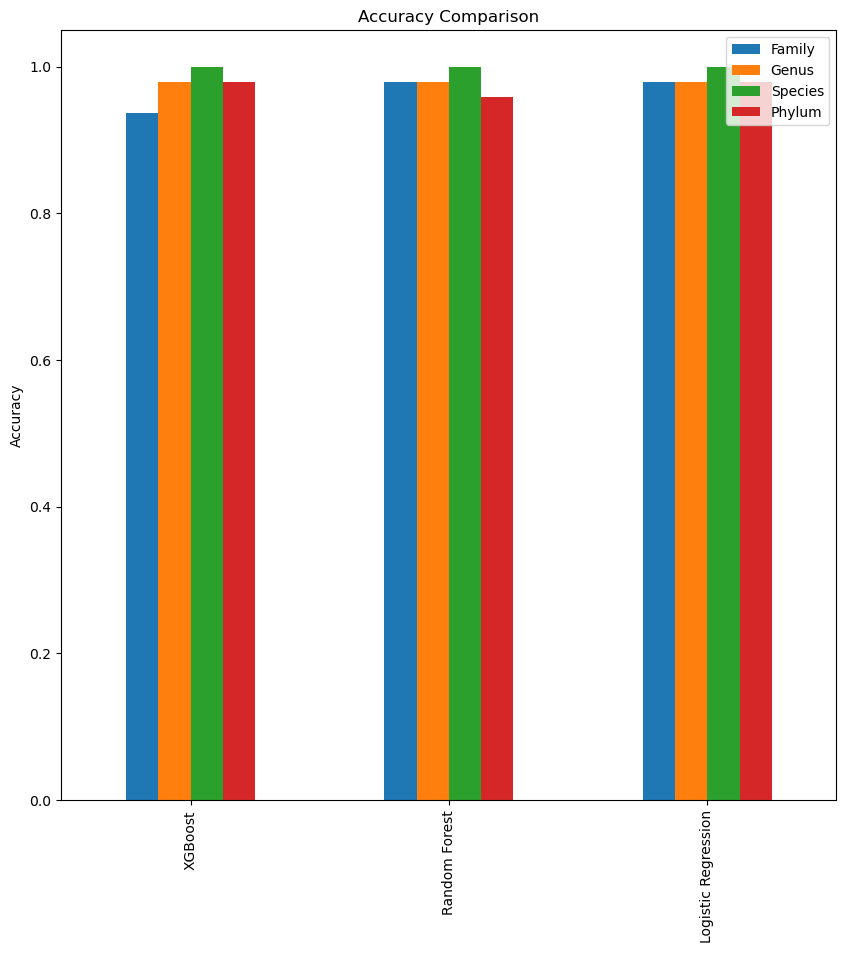 Accuracy Comparison
Family
Genus
Species
Phylum
1.0
0.8
0.6
0.4
0.2
0.0
Accuracy
XGBoost
Random Forest
Logistic Regression